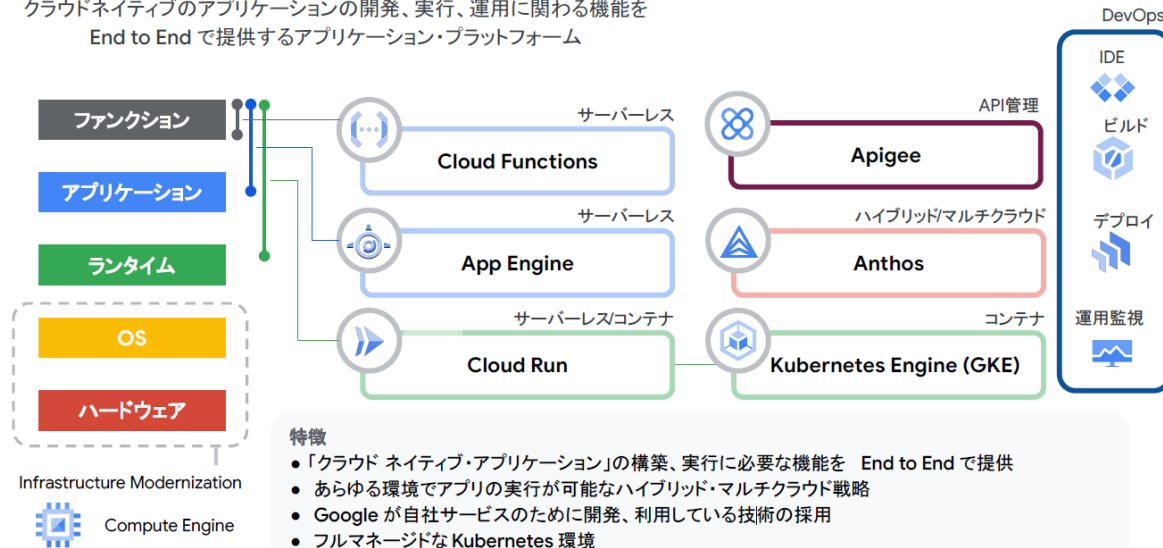 クラウドネイティブのアプリケーションの開発、実行、運用に関わる機能を
End to End で提供するアプリケーション・プラットフォーム
DevOps
ファンクション
アプリケーション
ランタイム
OS
ハードウェア
Infrastructure Modernization
Compute Engine
サーバーレス
Cloud Functions
サーバーレス
App Engine
サーバーレス/コンテナ
Cloud Run
API管理
Apigee
ハイブリッド/マルチクラウド
Anthos
コンテナ
Kubernetes Engine (GKE)
IDE
ビルド
デプロイ
運用監視
特徴
● 「クラウド ネイティブ・アプリケーション」の構築、実行に必要な機能を End to End で提供
● あらゆる環境でアプリの実行が可能なハイブリッド・マルチクラウド戦略
● Google が自社サービスのために開発、利用している技術の採用
● フルマネージドな Kubernetes 環境